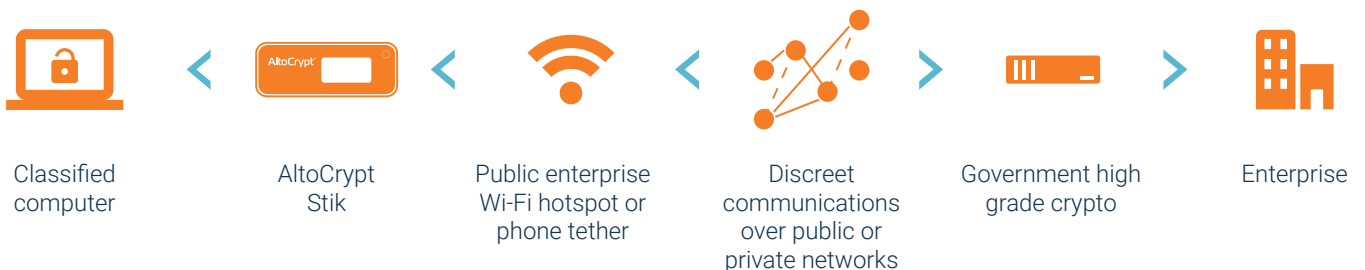 AltoCrypt
Classified
computer
AltoCrypt
Stik
Public enterprise
Wi-Fi hotspot or
phone tether
Discreet
communications
over public or
private networks
Government high
grade crypto
Enterprise